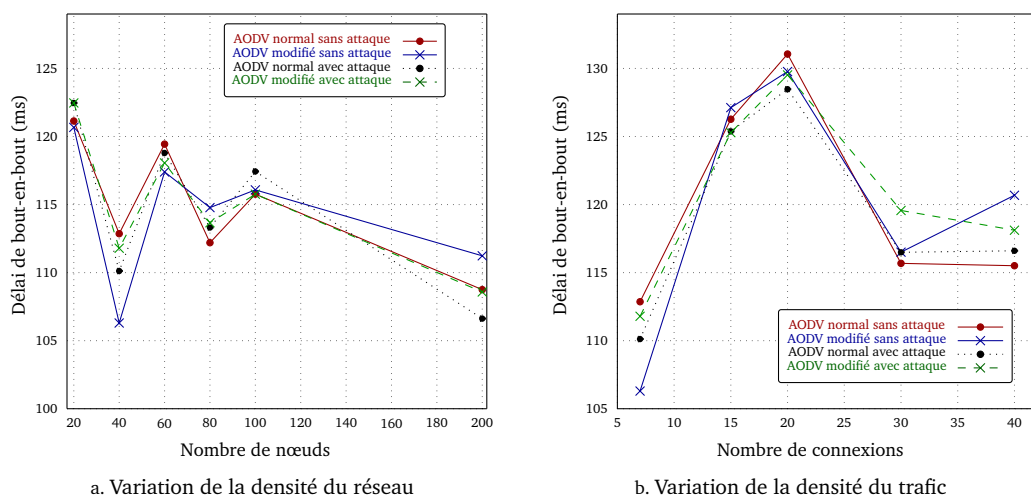 AODV normal sans attaque
AODV modifié sans attaque
AODV normal avec attaque
AODV modifié avec attaque
125
120
115
110
105
100
Délai de bout-en-bout (ms)
20 40 60 80 100 120 140 160 180 200
Nombre de nœuds
a. Variation de la densité du réseau
130
125
120
115
110
105
Délai de bout-en-bout (ms)
AODV normal sans attaque
AODV modifié sans attaque
AODV normal avec attaque
AODV modifié avec attaque
5 10 15 20 25 30 35 40
Nombre de connexions
b. Variation de la densité du trafic